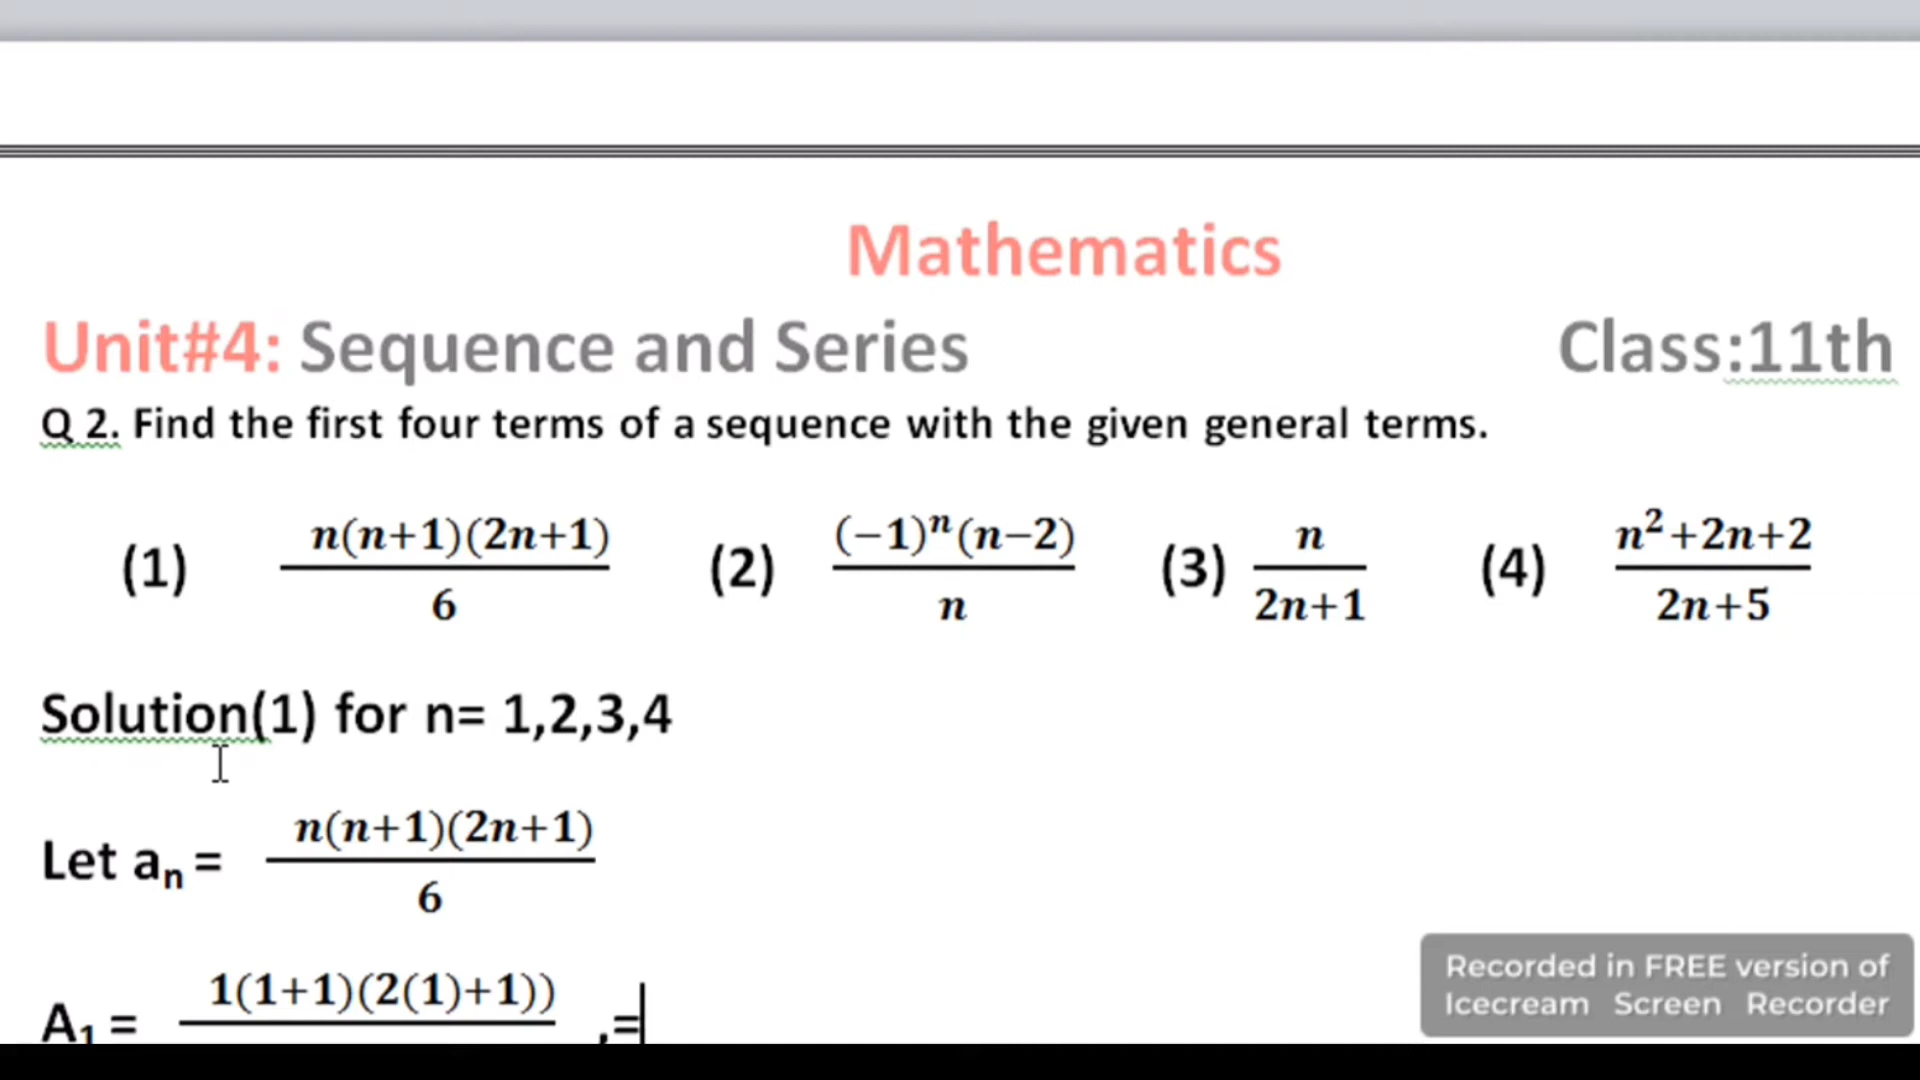 Mathematics
Unit#4: Sequence and Series Class:11th
Q 2. Find the first four terms of a sequence with the given general terms.
(1) n(n+1)(2n+1)/6 (2) (−1)ⁿ(n−2)/n (3) n/2n+1 (4) n²+2n+2/2n+5
Solution(1) for n= 1,2,3,4
Let aₙ = n(n+1)(2n+1)/6
A₁ = 1(1+1)(2(1)+1)) ,=
Recorded in FREE version of
Icecream Screen Recorder